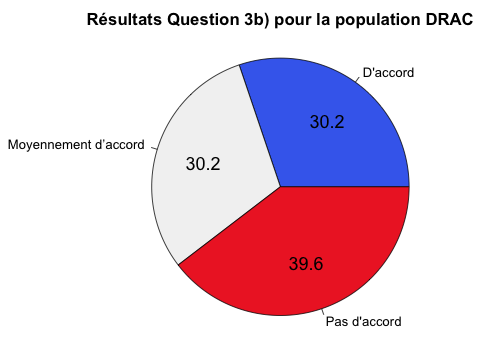 Résultats Question 3b) pour la population DRAC
D'accord
30.2
Moyennement d'accord
30.2
39.6
Pas d'accord